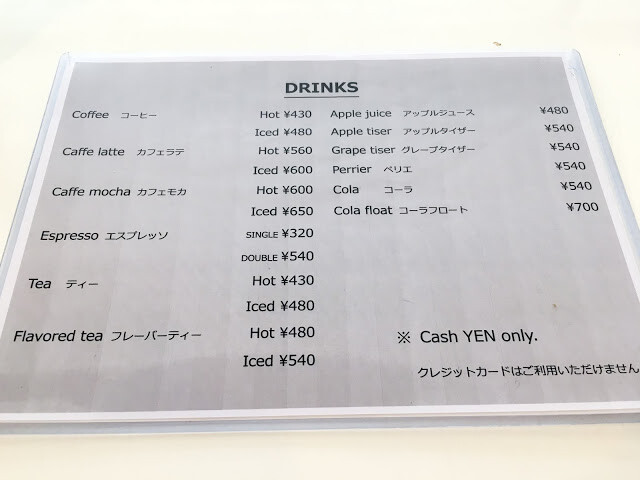 DRINKS
Coffee コーヒー Hot ¥430
Iced ¥480
Caffe latte カフェラテ Hot ¥560
Iced ¥600
Caffe mocha カフェモカ Hot ¥600
Iced ¥650
Espresso エスプレッソ SINGLE ¥320
DOUBLE ¥540
Tea ティー Hot ¥430
Iced ¥480
Flavored tea フレーバーティー Hot ¥480
Iced ¥540
Apple juice アップルジュース ¥480
Apple tiser アップルタイザー ¥540
Grape tiser グレープタイザー ¥540
Perrier ペリエ ¥540
Cola コーラ ¥540
Cola float コーラフロート ¥700
※ Cash YEN only.
クレジットカードはご利用いただけません